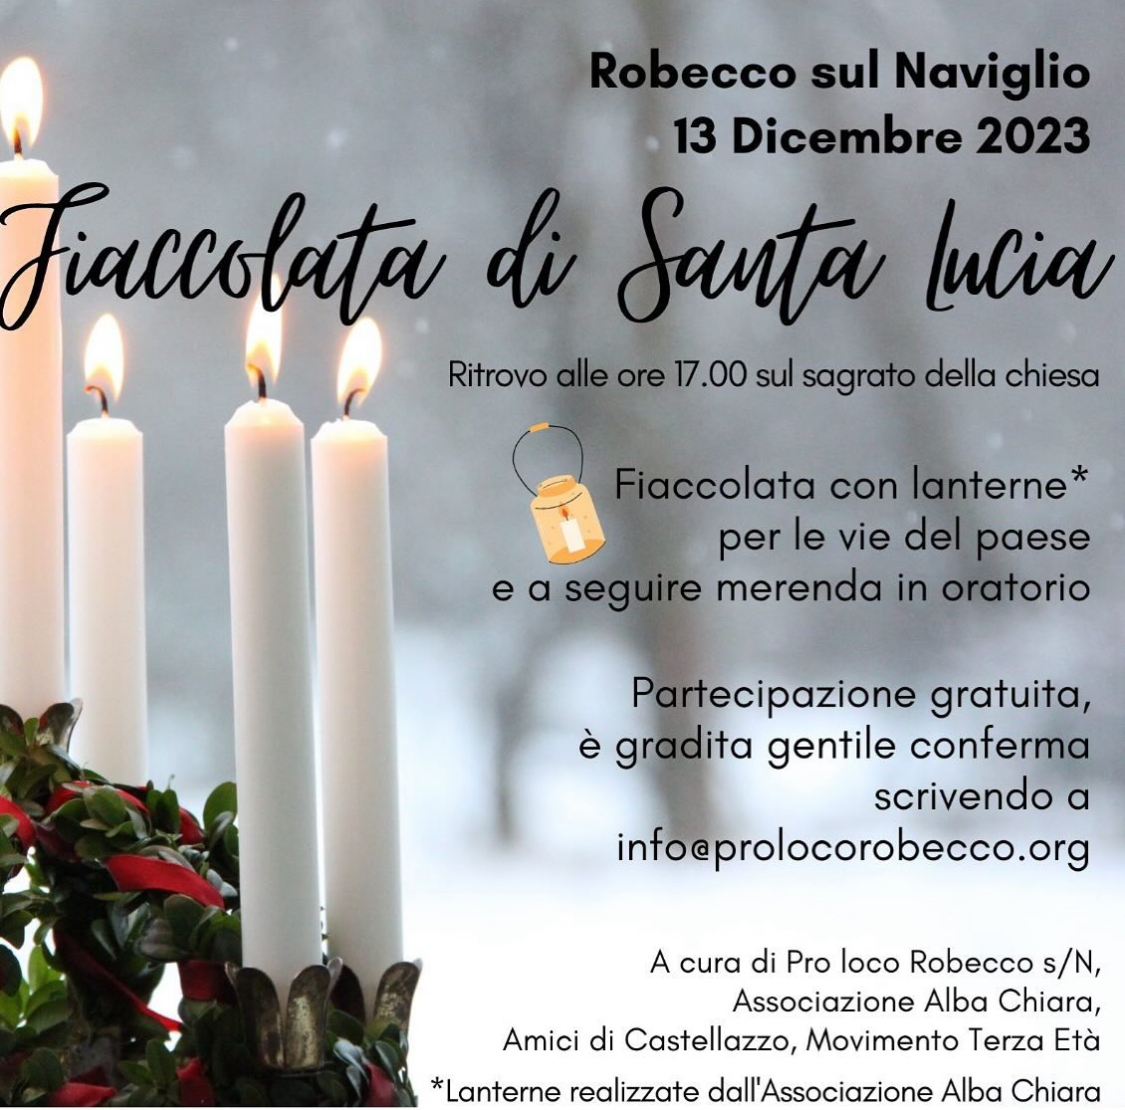 Robecco sul Naviglio
13 Dicembre 2023
Fiaccolata di Santa Lucia
Ritrovo alle ore 17.00 sul sagrato della chiesa
Fiaccolata con lanterne*
per le vie del paese
e a seguire merenda in oratorio
Partecipazione gratuita,
è gradita gentile conferma
scrivendo a
info@prolocorobecco.org
A cura di Pro loco Robecco s/N,
Associazione Alba Chiara,
Amici di Castellazzo, Movimento Terza Età
*Lanterne realizzate dall'Associazione Alba Chiara